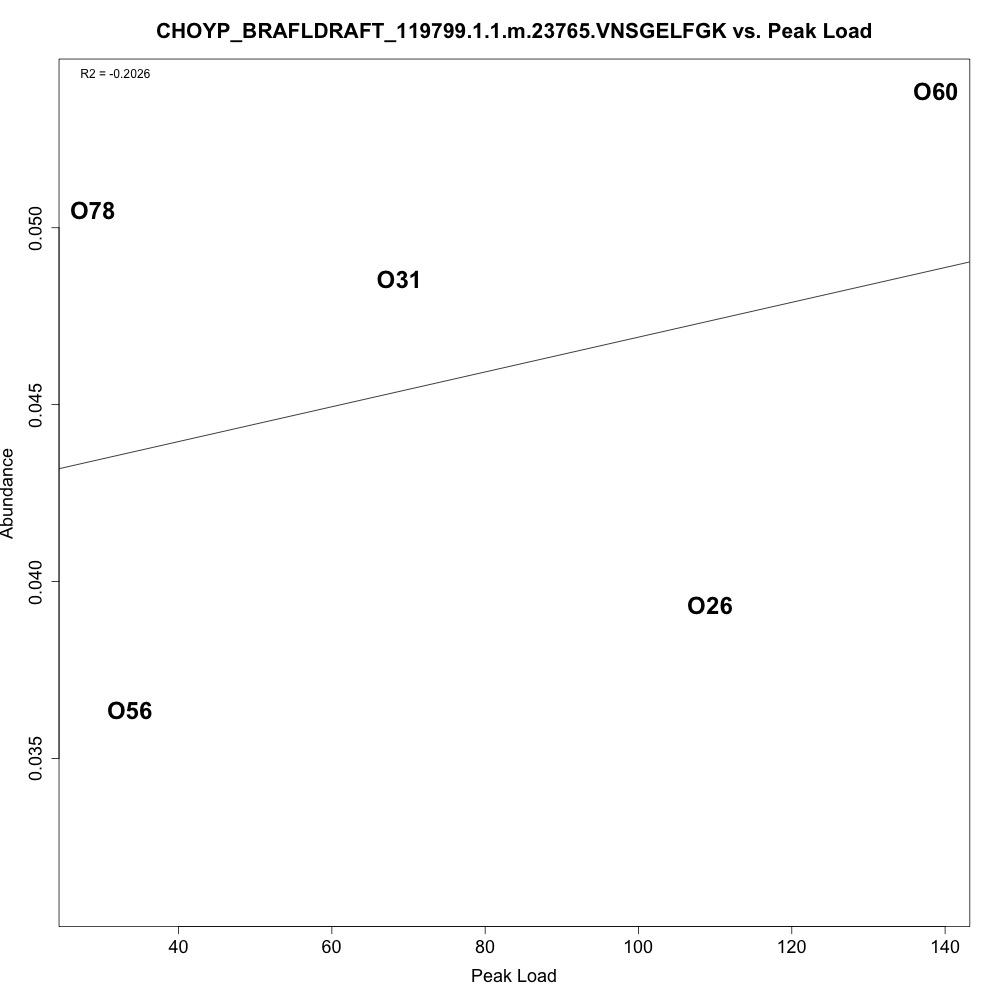 CHOYP_BRAFLDRAFT_119799.1.1.m.23765.VNSGELFGK vs. Peak Load
R2 = -0.2026
O60
O78
O31
O26
O56
0.050
0.045
0.040
0.035
Abundance
40 60 80 100 120 140
Peak Load